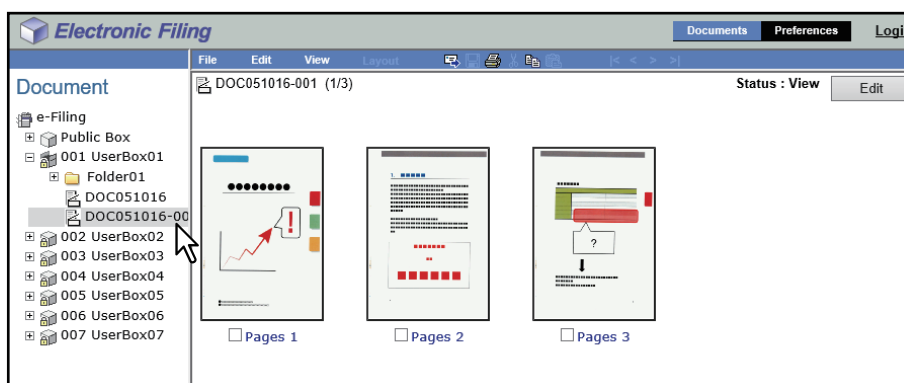 Electronic Filing
Documents
Preferences
Logi
File Edit View Layout
|< < > >|
Document
DOC051016-001 (1/3)
Status : View
Edit
e-Filing
Public Box
001 UserBox01
Folder01
DOC051016
DOC051016-00
002 UserBox02
003 UserBox03
004 UserBox04
005 UserBox05
006 UserBox06
007 UserBox07
!
1.
?
Pages 1
Pages 2
Pages 3